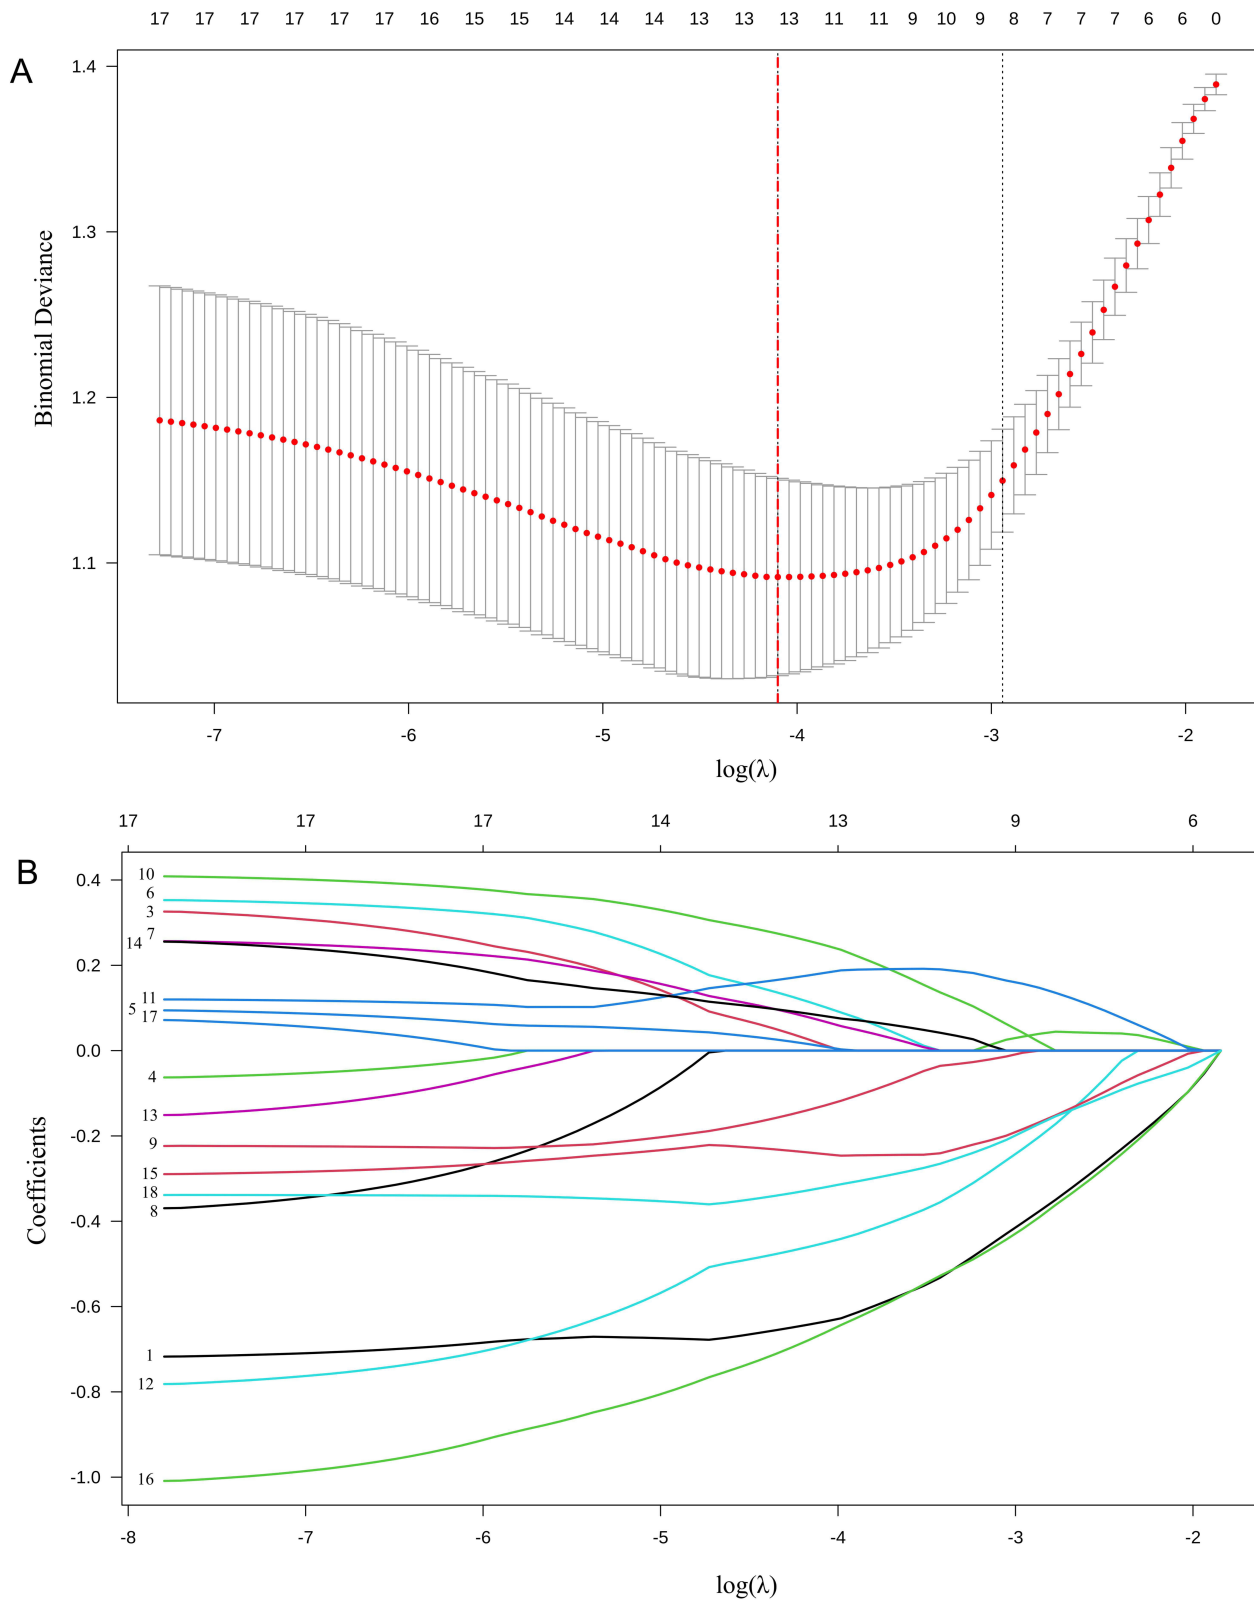 17 17 17 17 17 17 16 15 15 14 14 14 13 13 13 11 11 9 10 9 8 7 7 7 6 6 0
A
1.4
1.3
1.2
1.1
Binomial Deviance
-7 -6 -5 -4 -3 -2
log(λ)
17 17 17 14 13 9 6
B
0.4
0.2
0.0
-0.2
-0.4
-0.6
-0.8
-1.0
Coefficients
10
6
3
7
14
11
5
17
4
13
9
15
18
8
1
12
16
-8 -7 -6 -5 -4 -3 -2
log(λ)